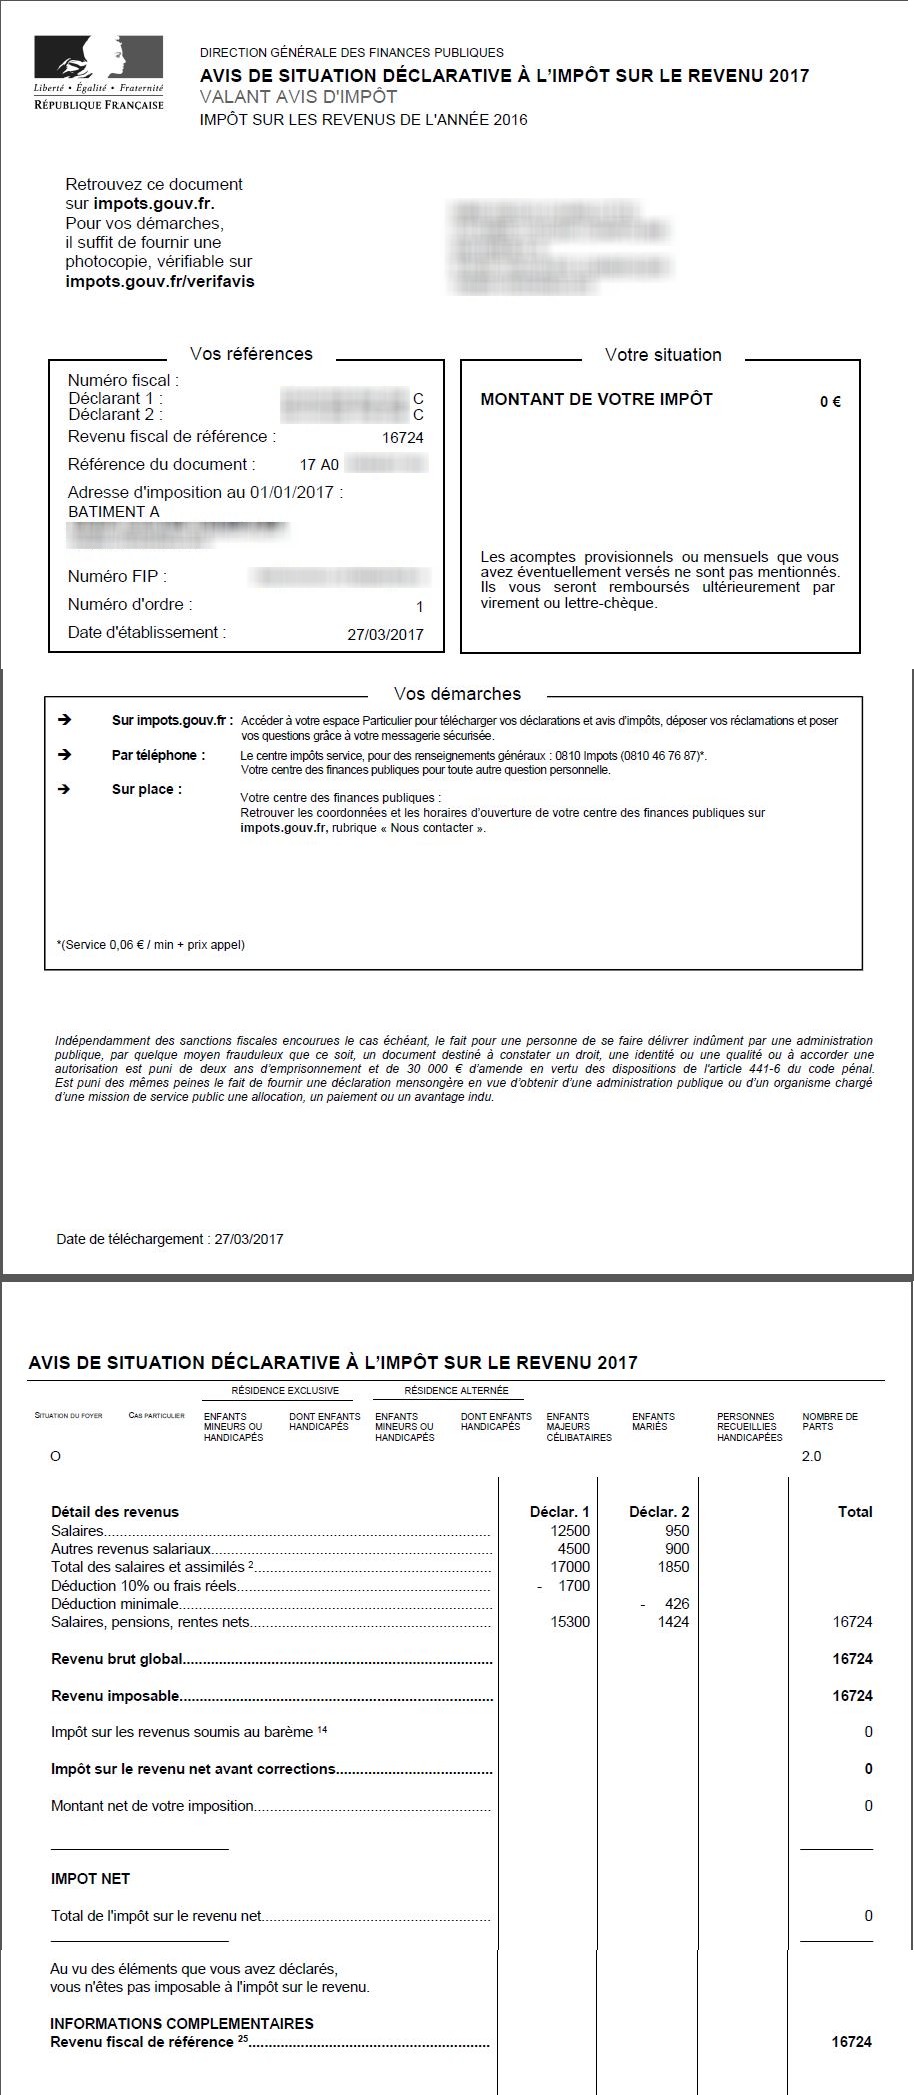 Liberté • Égalité • Fraternité
RÉPUBLIQUE FRANÇAISE
DIRECTION GÉNÉRALE DES FINANCES PUBLIQUES
AVIS DE SITUATION DÉCLARATIVE À L'IMPÔT SUR LE REVENU 2017
VALANT AVIS D'IMPÔT
IMPÔT SUR LES REVENUS DE L'ANNÉE 2016
Retrouvez ce document
sur impots.gouv.fr.
Pour vos démarches,
il suffit de fournir une
photocopie, vérifiable sur
impots.gouv.fr/verifavis
Vos références
Numéro fiscal :
Déclarant 1 : C
Déclarant 2 : C
Revenu fiscal de référence : 16724
Référence du document : 17 A0
Adresse d'imposition au 01/01/2017 :
BATIMENT A
Numéro FIP :
Numéro d'ordre : 1
Date d'établissement : 27/03/2017
Votre situation
MONTANT DE VOTRE IMPÔT 0 €
Les acomptes provisionnels ou mensuels que vous
avez éventuellement versés ne sont pas mentionnés.
Ils vous seront remboursés ultérieurement par
virement ou lettre-chèque.
Vos démarches
➔ Sur impots.gouv.fr : Accéder à votre espace Particulier pour télécharger vos déclarations et avis d'impôts, déposer vos réclamations et poser
vos questions grâce à votre messagerie sécurisée.
➔ Par téléphone : Le centre impôts service, pour des renseignements généraux : 0810 Impots (0810 46 76 87)*.
Votre centre des finances publiques pour toute autre question personnelle.
➔ Sur place :
Votre centre des finances publiques :
Retrouver les coordonnées et les horaires d'ouverture de votre centre des finances publiques sur
impots.gouv.fr, rubrique « Nous contacter ».
*(Service 0,06 € / min + prix appel)
Indépendamment des sanctions fiscales encourues le cas échéant, le fait pour une personne de se faire délivrer indûment par une administration
publique, par quelque moyen frauduleux que ce soit, un document destiné à constater un droit, une identité ou une qualité ou à accorder une
autorisation est puni de deux ans d'emprisonnement et de 30 000 € d'amende en vertu des dispositions de l'article 441-6 du code pénal.
Est puni des mêmes peines le fait de fournir une déclaration mensongère en vue d'obtenir d'une administration publique ou d'un organisme chargé
d'une mission de service public une allocation, un paiement ou un avantage indu.
Date de téléchargement : 27/03/2017
AVIS DE SITUATION DÉCLARATIVE À L'IMPÔT SUR LE REVENU 2017
RÉSIDENCE EXCLUSIVE RÉSIDENCE ALTERNÉE
SITUATION DU FOYER CAS PARTICULIER ENFANTS DONT ENFANTS ENFANTS DONT ENFANTS ENFANTS ENFANTS PERSONNES NOMBRE DE
MINEURS OU HANDICAPÉS MINEURS OU HANDICAPÉS MAJEURS MARIÉS RECUEILLIES PARTS
HANDICAPÉS HANDICAPÉS CÉLIBATAIRES HANDICAPÉES
O 2.0
Détail des revenus Déclar. 1 Déclar. 2 Total
Salaires 12500 950
Autres revenus salariaux 4500 900
Total des salaires et assimilés 2 17000 1850
Déduction 10% ou frais réels - 1700
Déduction minimale - 426
Salaires, pensions, rentes nets 15300 1424 16724
Revenu brut global 16724
Revenu imposable 16724
Impôt sur les revenus soumis au barème 14 0
Impôt sur le revenu net avant corrections 0
Montant net de votre imposition 0
IMPOT NET
Total de l'impôt sur le revenu net 0
Au vu des éléments que vous avez déclarés,
vous n'êtes pas imposable à l'impôt sur le revenu.
INFORMATIONS COMPLEMENTAIRES
Revenu fiscal de référence 25 16724